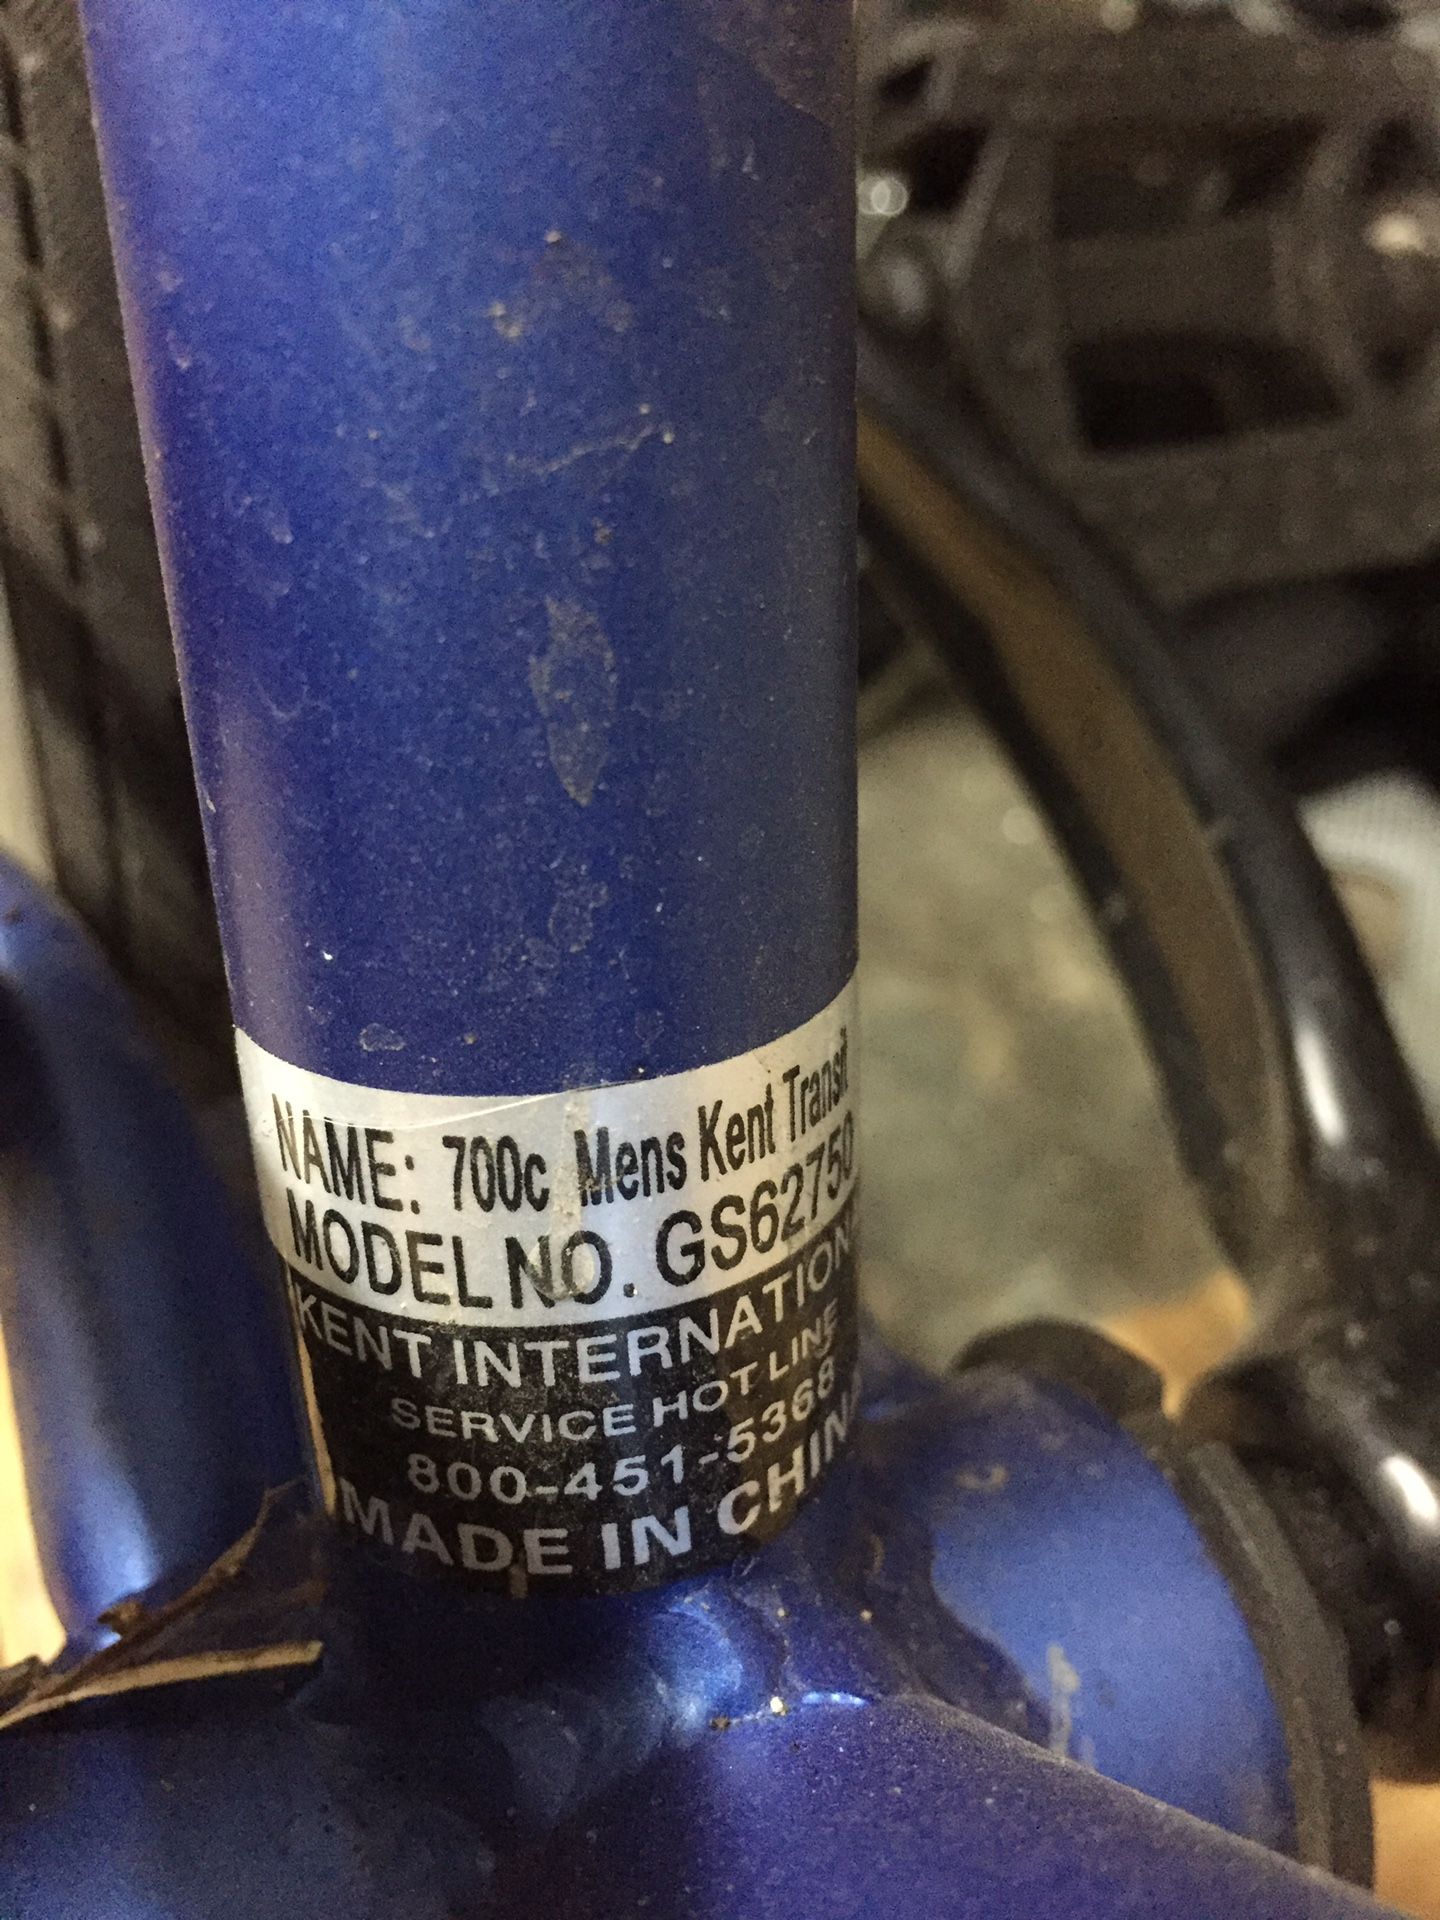 NAME: 700c Mens Kent Transit
MODEL NO. GS62750
KENT INTERNATION
SERVICE HOT LINE
800-451-5368
MADE IN CHINA